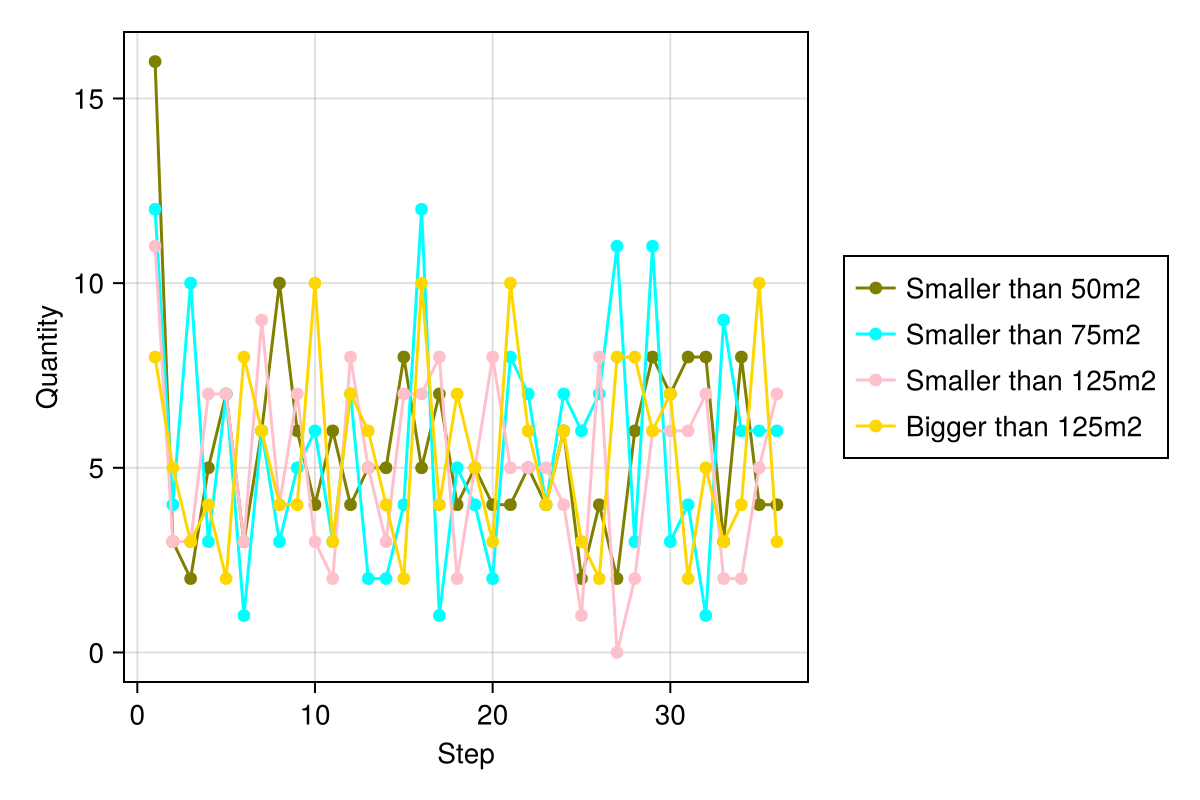 15
10
5
0
Quantity
0 10 20 30
Step
Smaller than 50m2
Smaller than 75m2
Smaller than 125m2
Bigger than 125m2